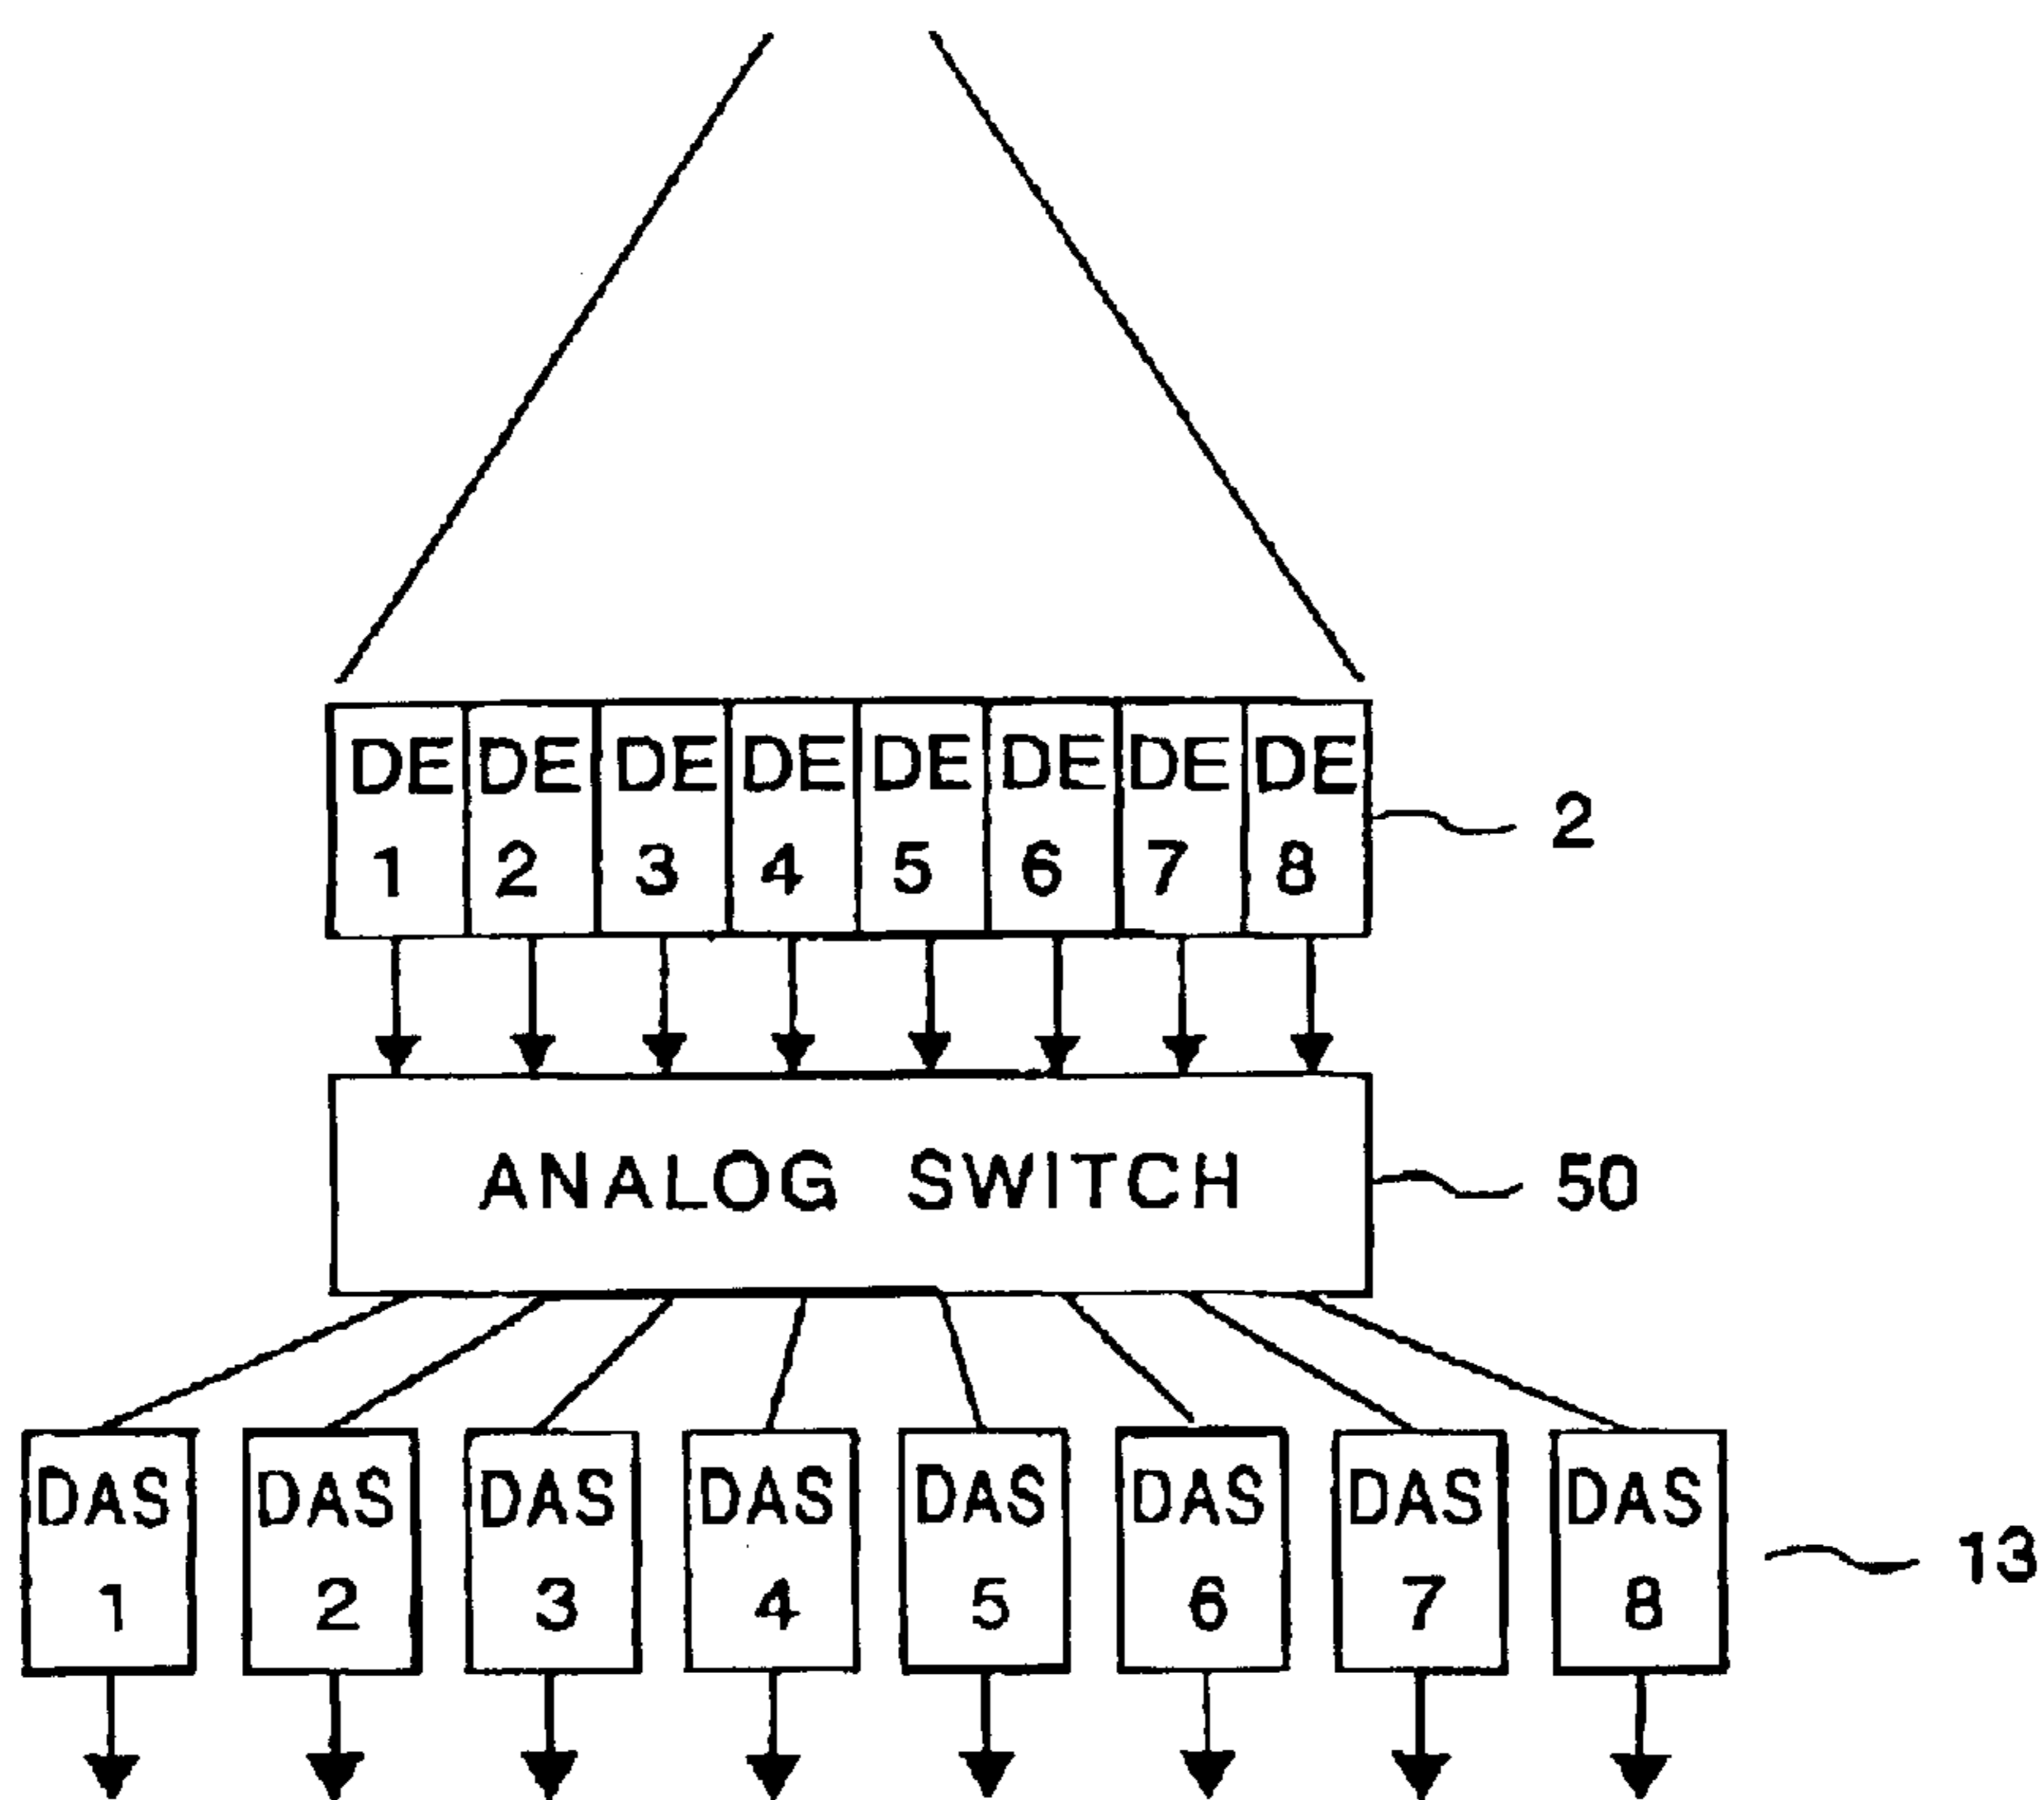 DE DE DE DE DE DE DE DE
1 2 3 4 5 6 7 8
2
ANALOG SWITCH 50
DAS DAS DAS DAS DAS DAS DAS DAS
1 2 3 4 5 6 7 8
13